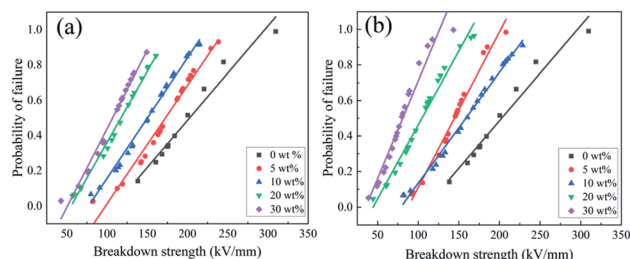 (a)
Probability of failure
1.0
0.8
0.6
0.4
0.2
0.0
0 wt %
5 wt%
10 wt%
20 wt%
30 wt%
50 100 150 200 250 300 350
Breakdown strength (kV/mm)
(b)
Probability of failure
1.0
0.8
0.6
0.4
0.2
0.0
0 wt%
5 wt%
10 wt%
20 wt%
30 wt%
50 100 150 200 250 300 350
Breakdown strength (kV/mm)